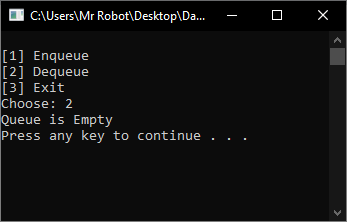 C:\Users\Mr Robot\Desktop\Da...
[1] Enqueue
[2] Dequeue
[3] Exit
Choose: 2
Queue is Empty
Press any key to continue . . .